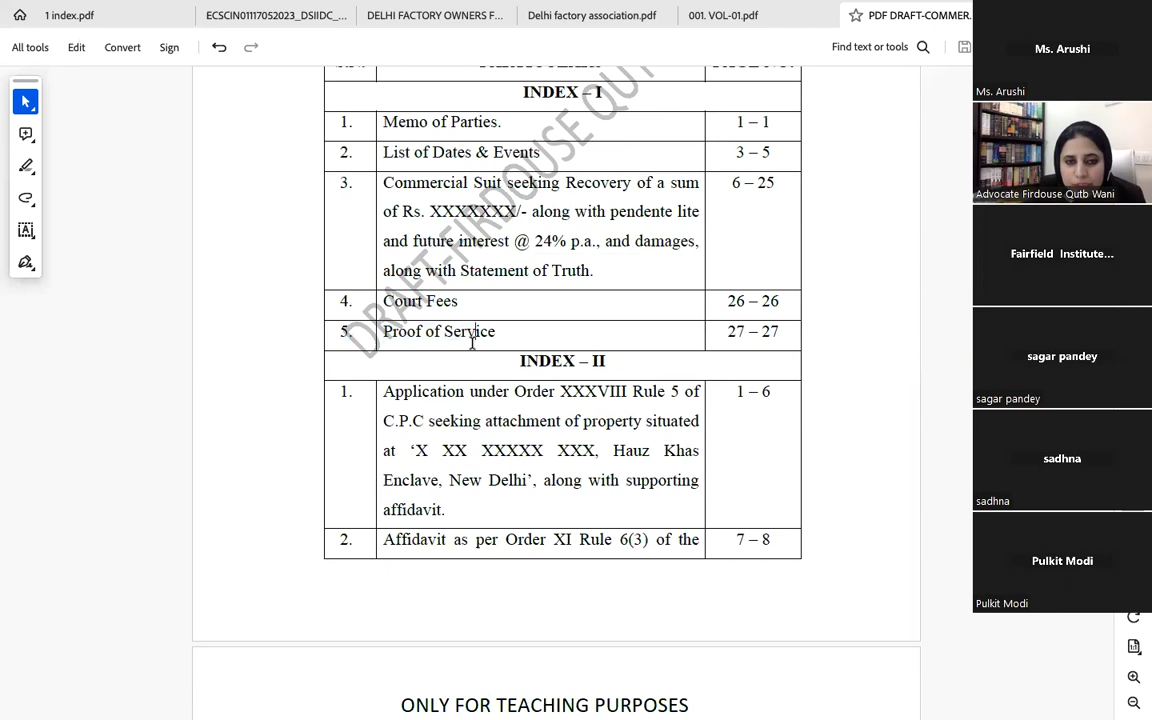 1 index.pdf
ECSCIN01117052023_DSIIDC_...
DELHI FACTORY OWNERS F...
Delhi factory association.pdf
001. VOL-01.pdf
PDF DRAFT-COMMER.
All tools Edit Convert Sign
Find text or tools
INDEX – I
1. Memo of Parties. 1 – 1
2. List of Dates & Events 3 – 5
3. Commercial Suit seeking Recovery of a sum 6 – 25
of Rs. XXXXXXX/- along with pendente lite
and future interest @ 24% p.a., and damages,
along with Statement of Truth.
4. Court Fees 26 – 26
5. Proof of Service 27 – 27
INDEX – II
1. Application under Order XXXVIII Rule 5 of 1 – 6
C.P.C seeking attachment of property situated
at ‘X XX XXXXX XXX, Hauz Khas
Enclave, New Delhi’, along with supporting
affidavit.
2. Affidavit as per Order XI Rule 6(3) of the 7 – 8
DRAFT-FIRDOUSE QUT
ONLY FOR TEACHING PURPOSES
Ms. Arushi
Ms. Arushi
Advocate Firdouse Qutb Wani
Fairfield Institute...
sagar pandey
sagar pandey
sadhna
sadhna
Pulkit Modi
Pulkit Modi